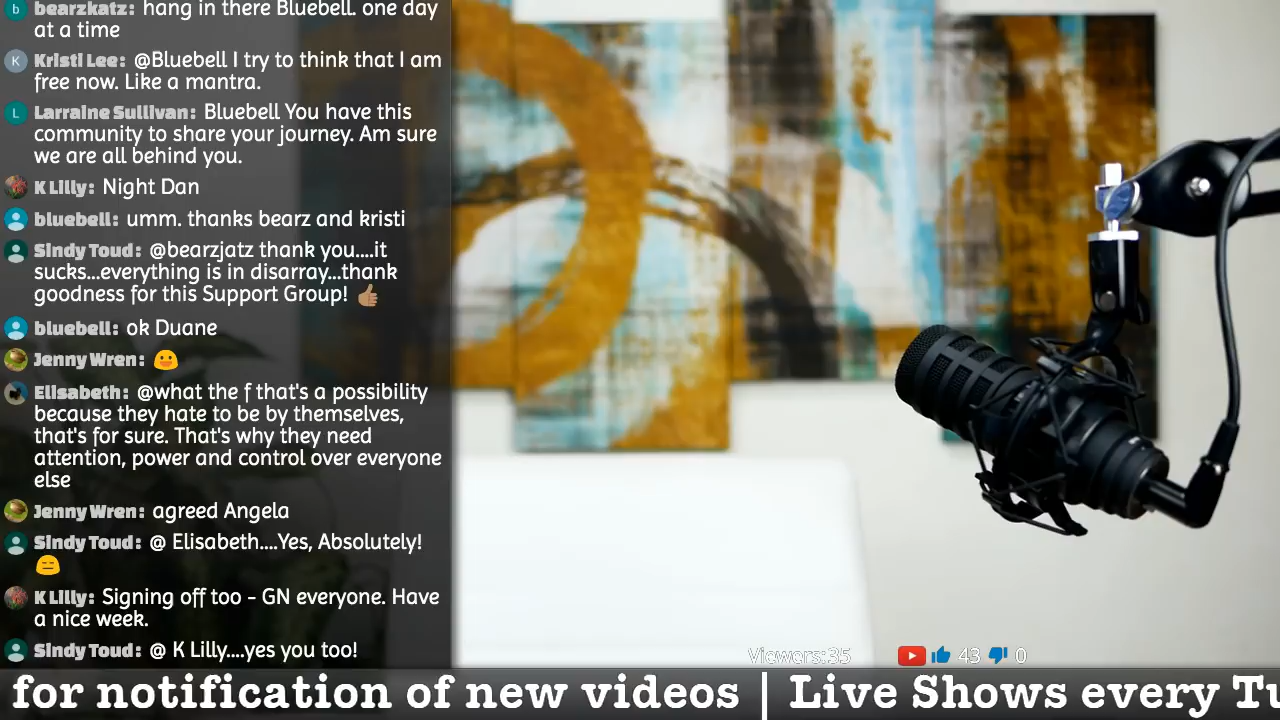 bearzkatz: hang in there Bluebell. one day
at a time
Kristi Lee: @Bluebell I try to think that I am
free now. Like a mantra.
Larraine Sullivan: Bluebell You have this
community to share your journey. Am sure
we are all behind you.
K Lilly: Night Dan
bluebell: umm. thanks bearz and kristi
Sindy Toud: @bearzjatz thank you....it
sucks...everything is in disarray...thank
goodness for this Support Group! 👍🏽
bluebell: ok Duane
Jenny Wren: 😛
Elisabeth: @what the f that's a possibility
because they hate to be by themselves,
that's for sure. That's why they need
attention, power and control over everyone
else
Jenny Wren: agreed Angela
Sindy Toud: @ Elisabeth....Yes, Absolutely!
😑
K Lilly: Signing off too - GN everyone. Have
a nice week.
Sindy Toud: @ K Lilly....yes you too!
Viewers:35 43 0
for notification of new videos | Live Shows every Tu